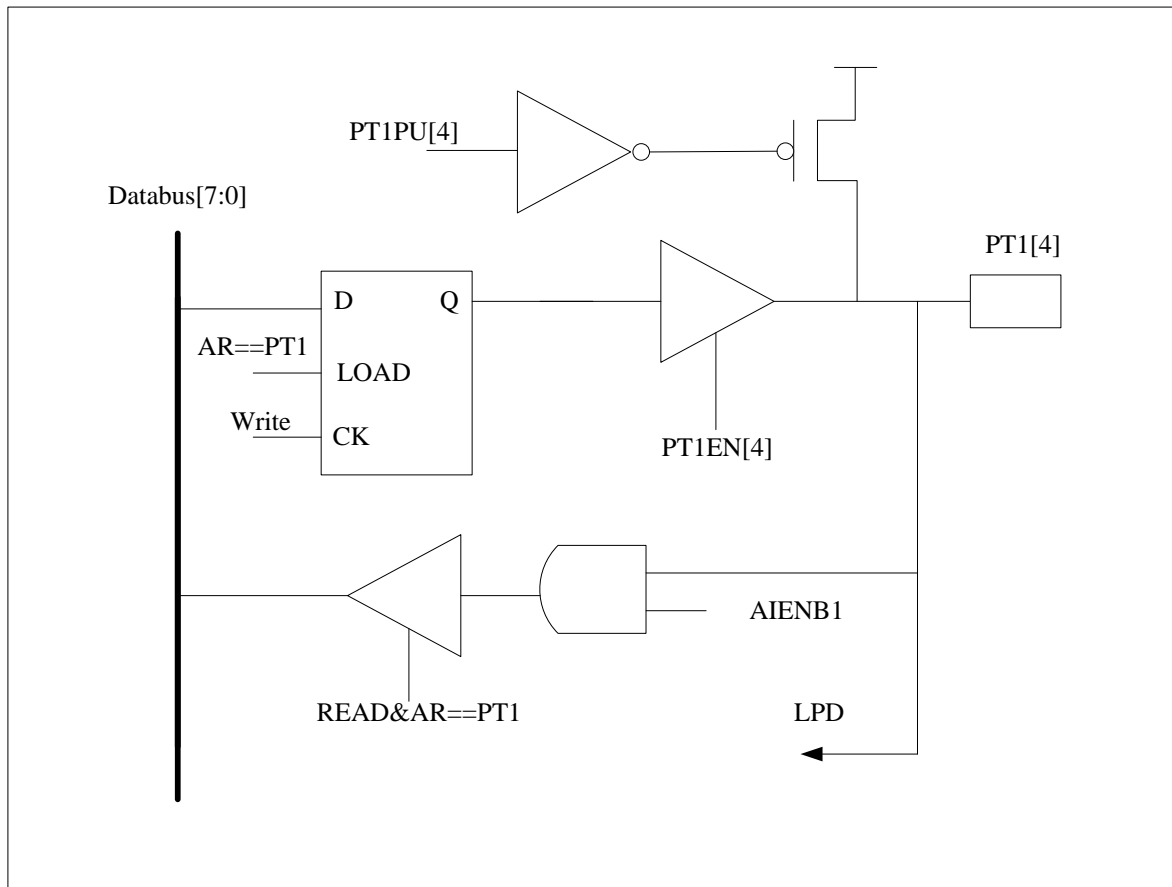 PT1PU[4]
Databus[7:0]
PT1[4]
D
Q
AR==PT1
LOAD
Write
CK
PT1EN[4]
AIENB1
READ&AR==PT1
LPD